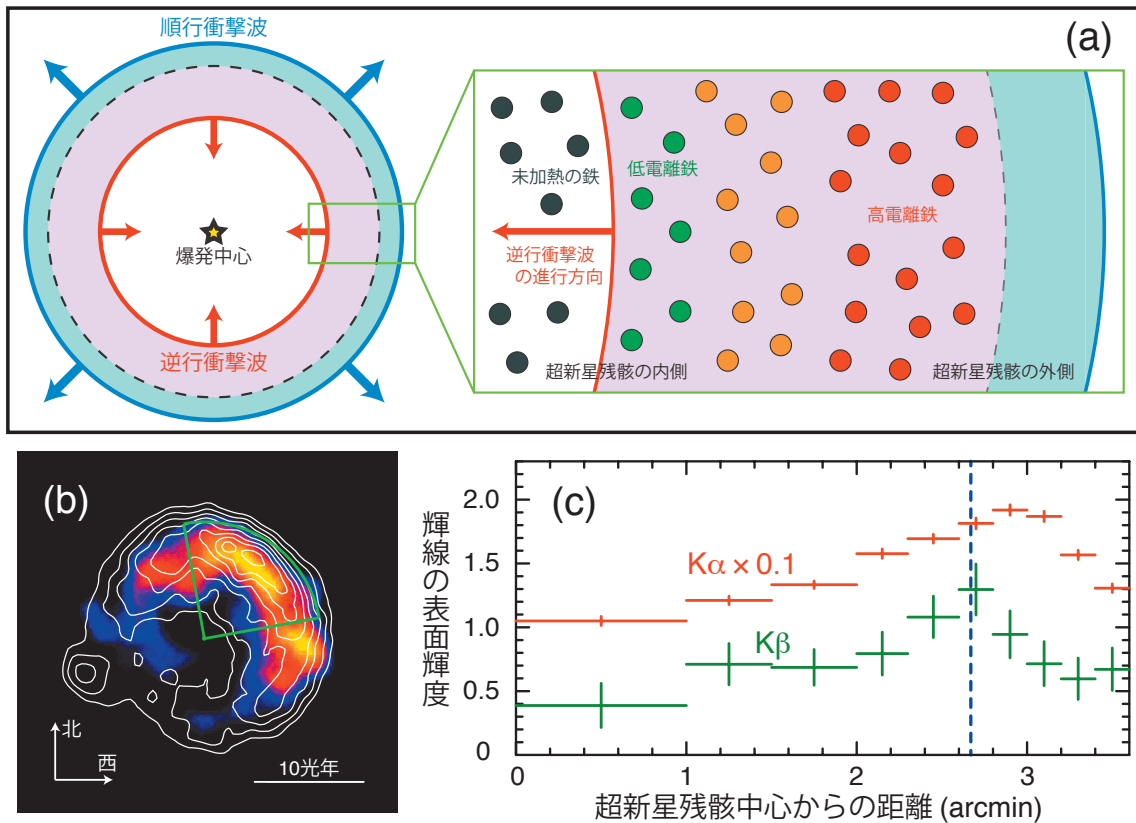 (a)
順行衝撃波
爆発中心
逆行衝撃波
未加熱の鉄
低電離鉄
高電離鉄
逆行衝撃波
の進行方向
超新星残骸の内側
超新星残骸の外側
(b)
北
西
10光年
(c)
輝線の表面輝度
2.0
1.5
1.0
0.5
0
Kα × 0.1
Kβ
0
1
2
3
超新星残骸中心からの距離 (arcmin)